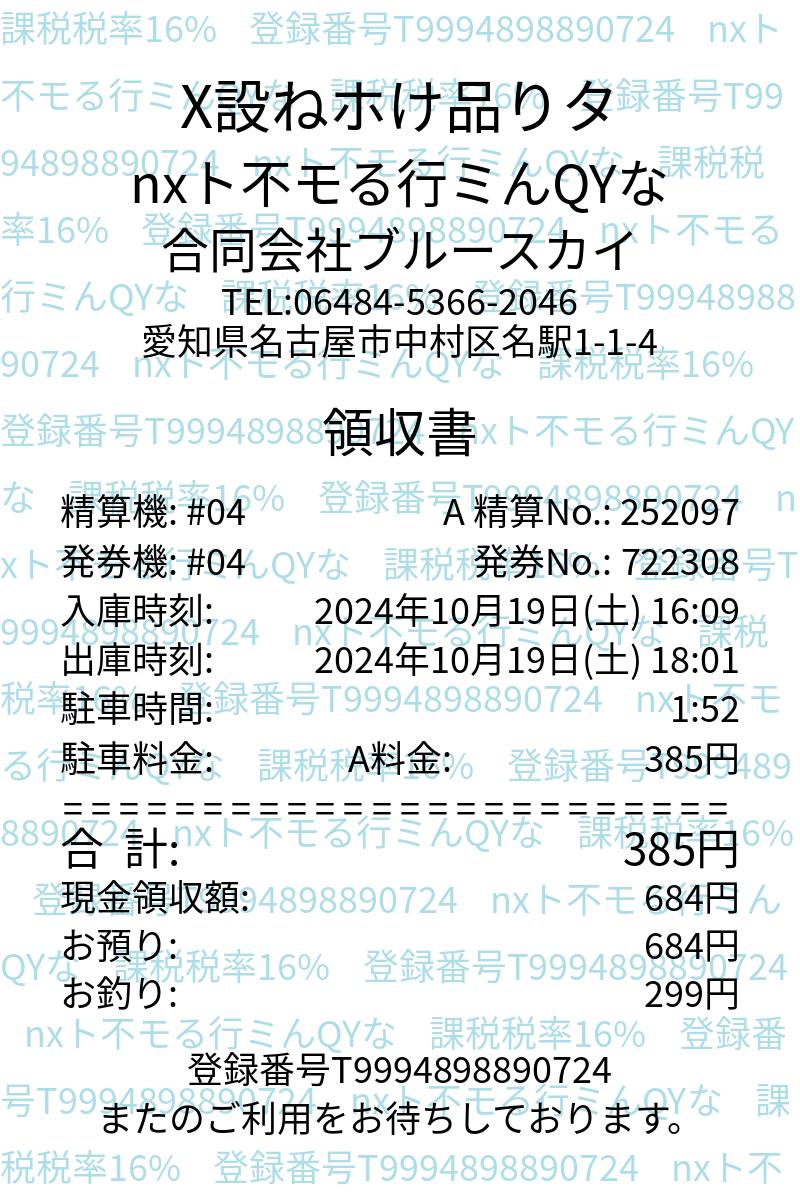 X設ねホけ品りタ
nxト不モる行ミんQYな
合同会社ブルースカイ
TEL:06484-5366-2046
愛知県名古屋市中村区名駅1-1-4
領収書
精算機: #04 A 精算No.: 252097
発券機: #04 発券No.: 722308
入庫時刻: 2024年10月19日(土) 16:09
出庫時刻: 2024年10月19日(土) 18:01
駐車時間: 1:52
駐車料金: A料金: 385円
========================
合 計: 385円
現金領収額: 684円
お預り: 684円
お釣り: 299円
登録番号T9994898890724
またのご利用をお待ちしております。
課税税率16% 登録番号T9994898890724 nxト
不モる行ミんQYな 課税税率16% 登録番号T99
94898890724 nxト不モる行ミんQYな 課税税
率16% 登録番号T9994898890724 nxト不モる
行ミんQYな 課税税率16% 登録番号T99948988
90724 nxト不モる行ミんQYな 課税税率16%
登録番号T9994898890724 nxト不モる行ミんQY
な 課税税率16% 登録番号T9994898890724 n
xト不モる行ミんQYな 課税税率16% 登録番号T
9994898890724 nxト不モる行ミんQYな 課税
税率16% 登録番号T9994898890724 nxト不モ
る行ミんQYな 課税税率16% 登録番号T999489
8890724 nxト不モる行ミんQYな 課税税率16%
登録番号T9994898890724 nxト不モる行ミん
QYな 課税税率16% 登録番号T9994898890724
nxト不モる行ミんQYな 課税税率16% 登録番
号T9994898890724 nxト不モる行ミんQYな 課
税税率16% 登録番号T9994898890724 nxト不